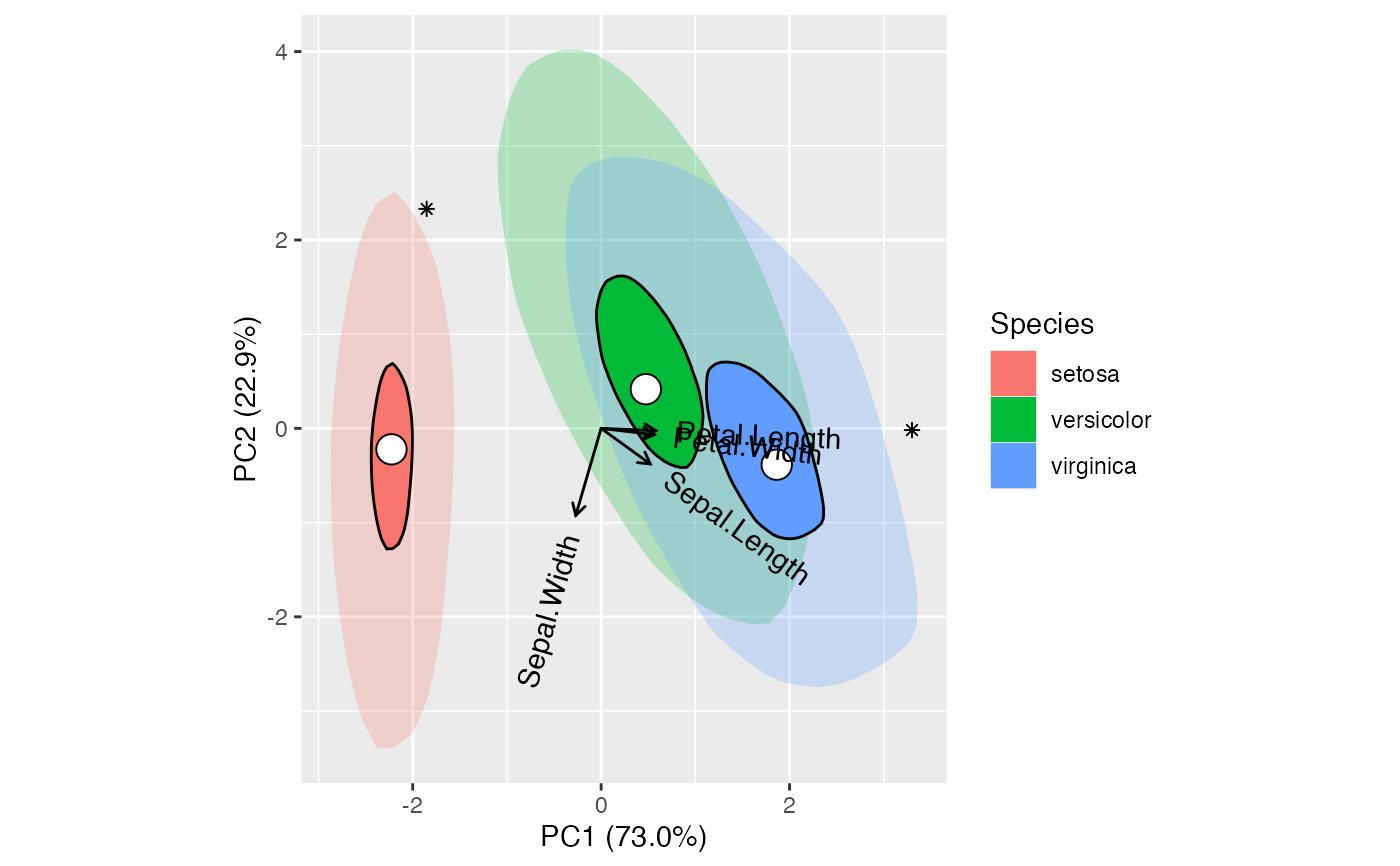 4
2
0
-2
PC2 (22.9%)
Petal.Length
Petal.Width
Sepal.Length
Sepal.Width
-2
0
2
PC1 (73.0%)
Species
setosa
versicolor
virginica